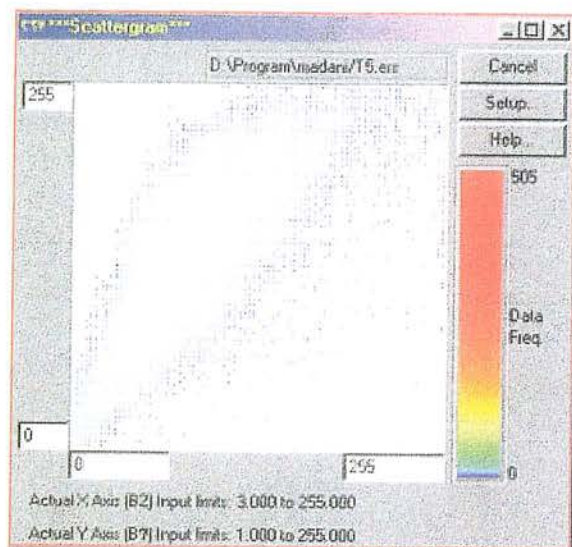 ***Scattergram***
D:\Program\madare/T5.ers
Cancel
255
Setup...
Help...
505
Data
Freq.
0
0
0
255
Actual X Axis (B2) Input limits: 3.000 to 255.000
Actual Y Axis (B7) Input limits: 1.000 to 255.000